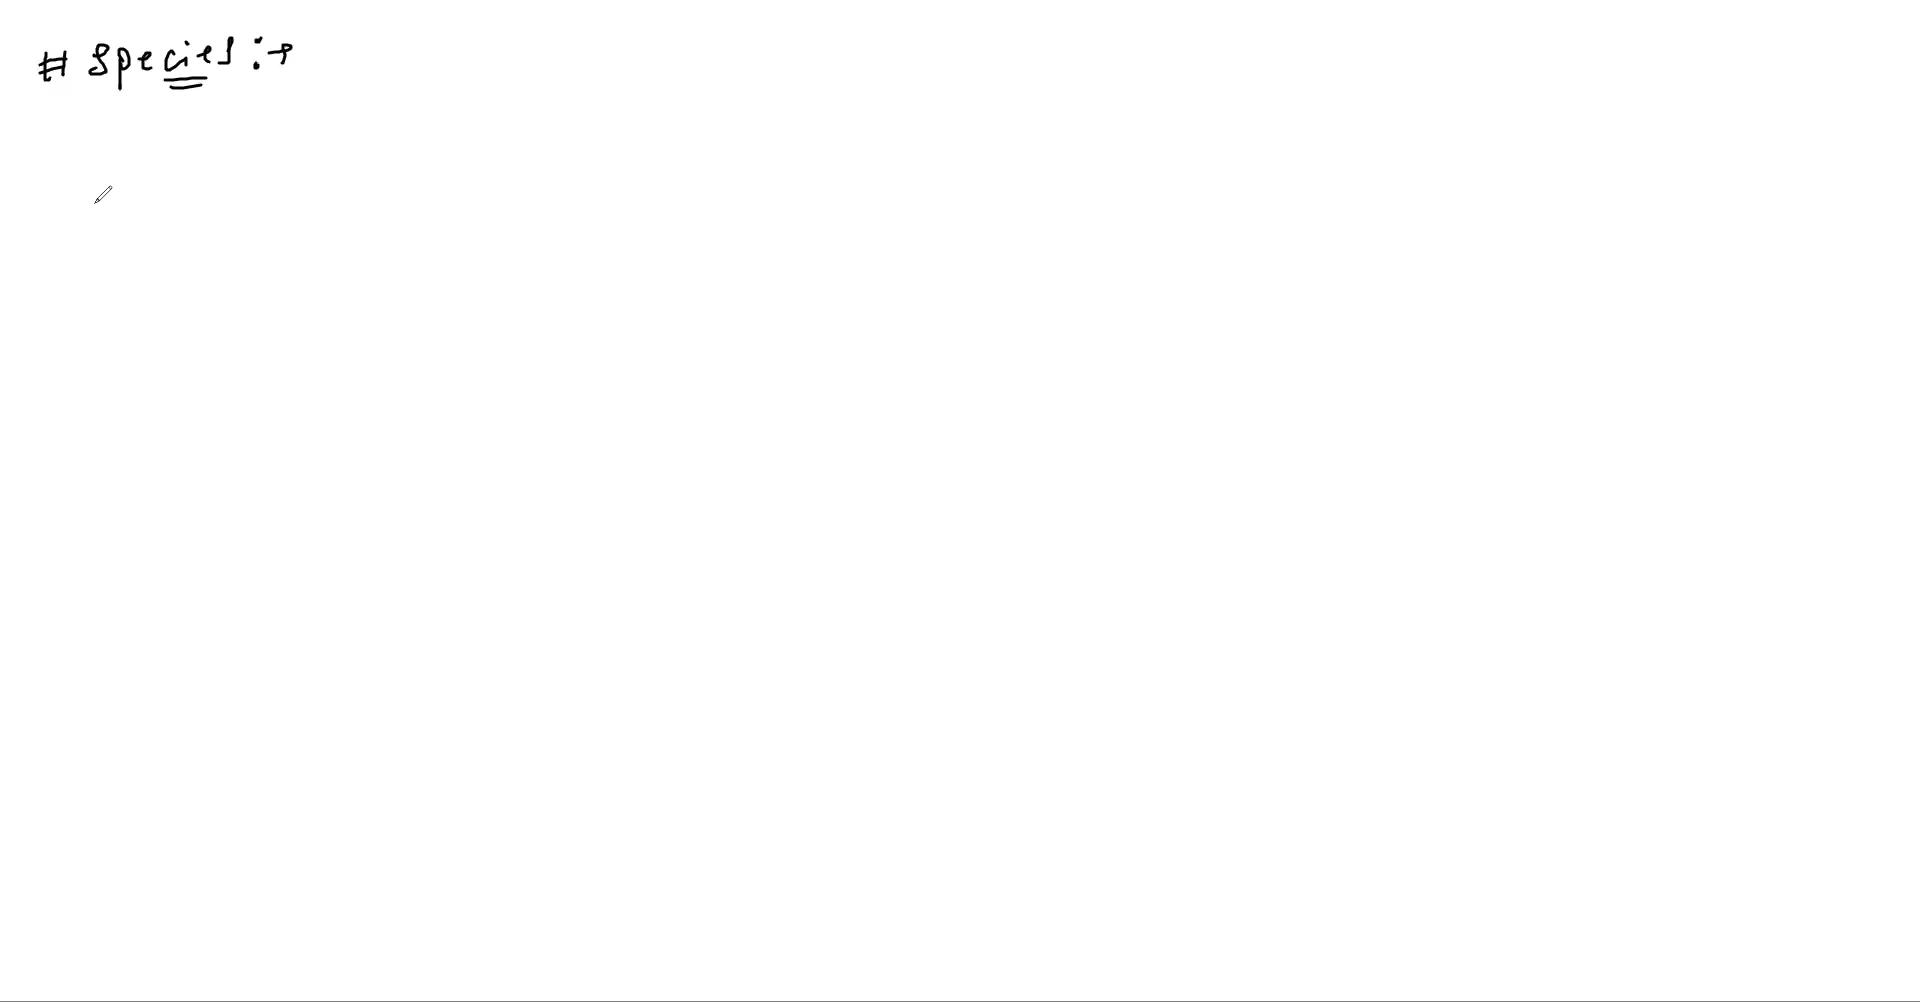 # Species :→